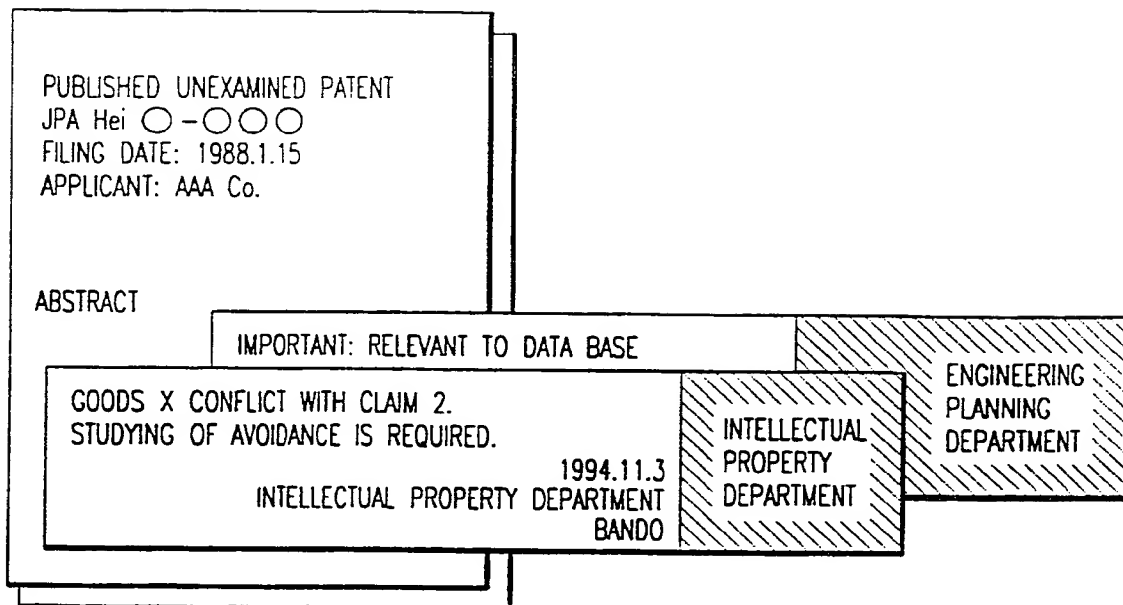 PUBLISHED UNEXAMINED PATENT
JPA Hei ○-○○○
FILING DATE: 1988.1.15
APPLICANT: AAA Co.
ABSTRACT
IMPORTANT: RELEVANT TO DATA BASE
ENGINEERING
PLANNING
DEPARTMENT
GOODS X CONFLICT WITH CLAIM 2.
STUDYING OF AVOIDANCE IS REQUIRED.
1994.11.3
INTELLECTUAL PROPERTY DEPARTMENT
BANDO
INTELLECTUAL
PROPERTY
DEPARTMENT